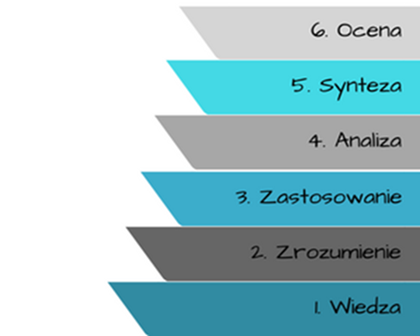 6. Ocena
5. Synteza
4. Analiza
3. Zastosowanie
2. Zrozumienie
1. Wiedza